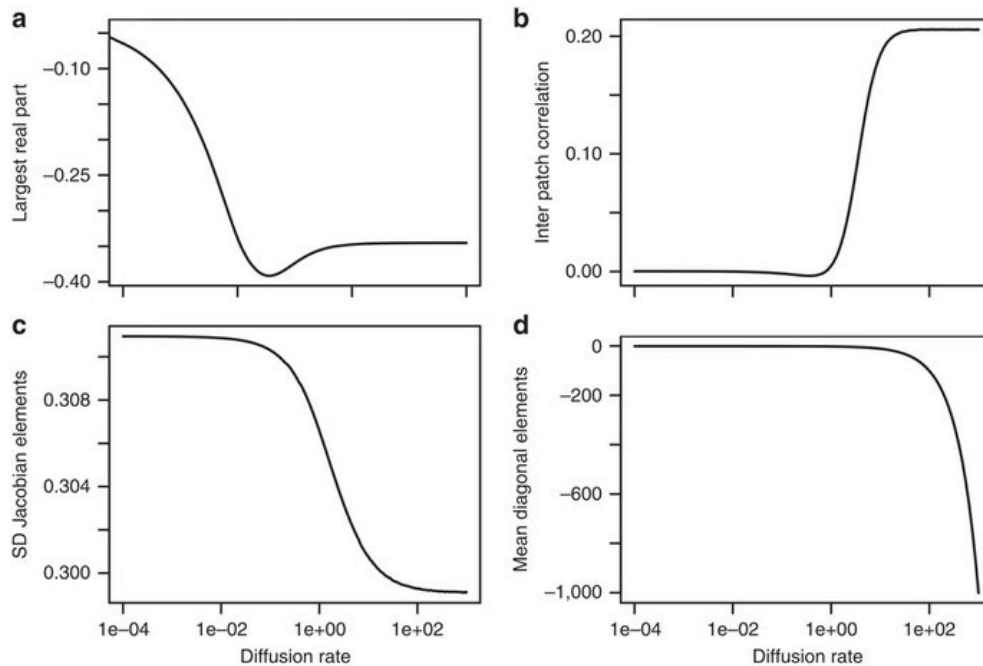 a
Largest real part
−0.10
−0.25
−0.40
b
Inter patch correlation
0.20
0.10
0.00
c
SD Jacobian elements
0.308
0.304
0.300
1e−04 1e−02 1e+00 1e+02
Diffusion rate
d
Mean diagonal elements
0
−200
−600
−1,000
1e−04 1e−02 1e+00 1e+02
Diffusion rate